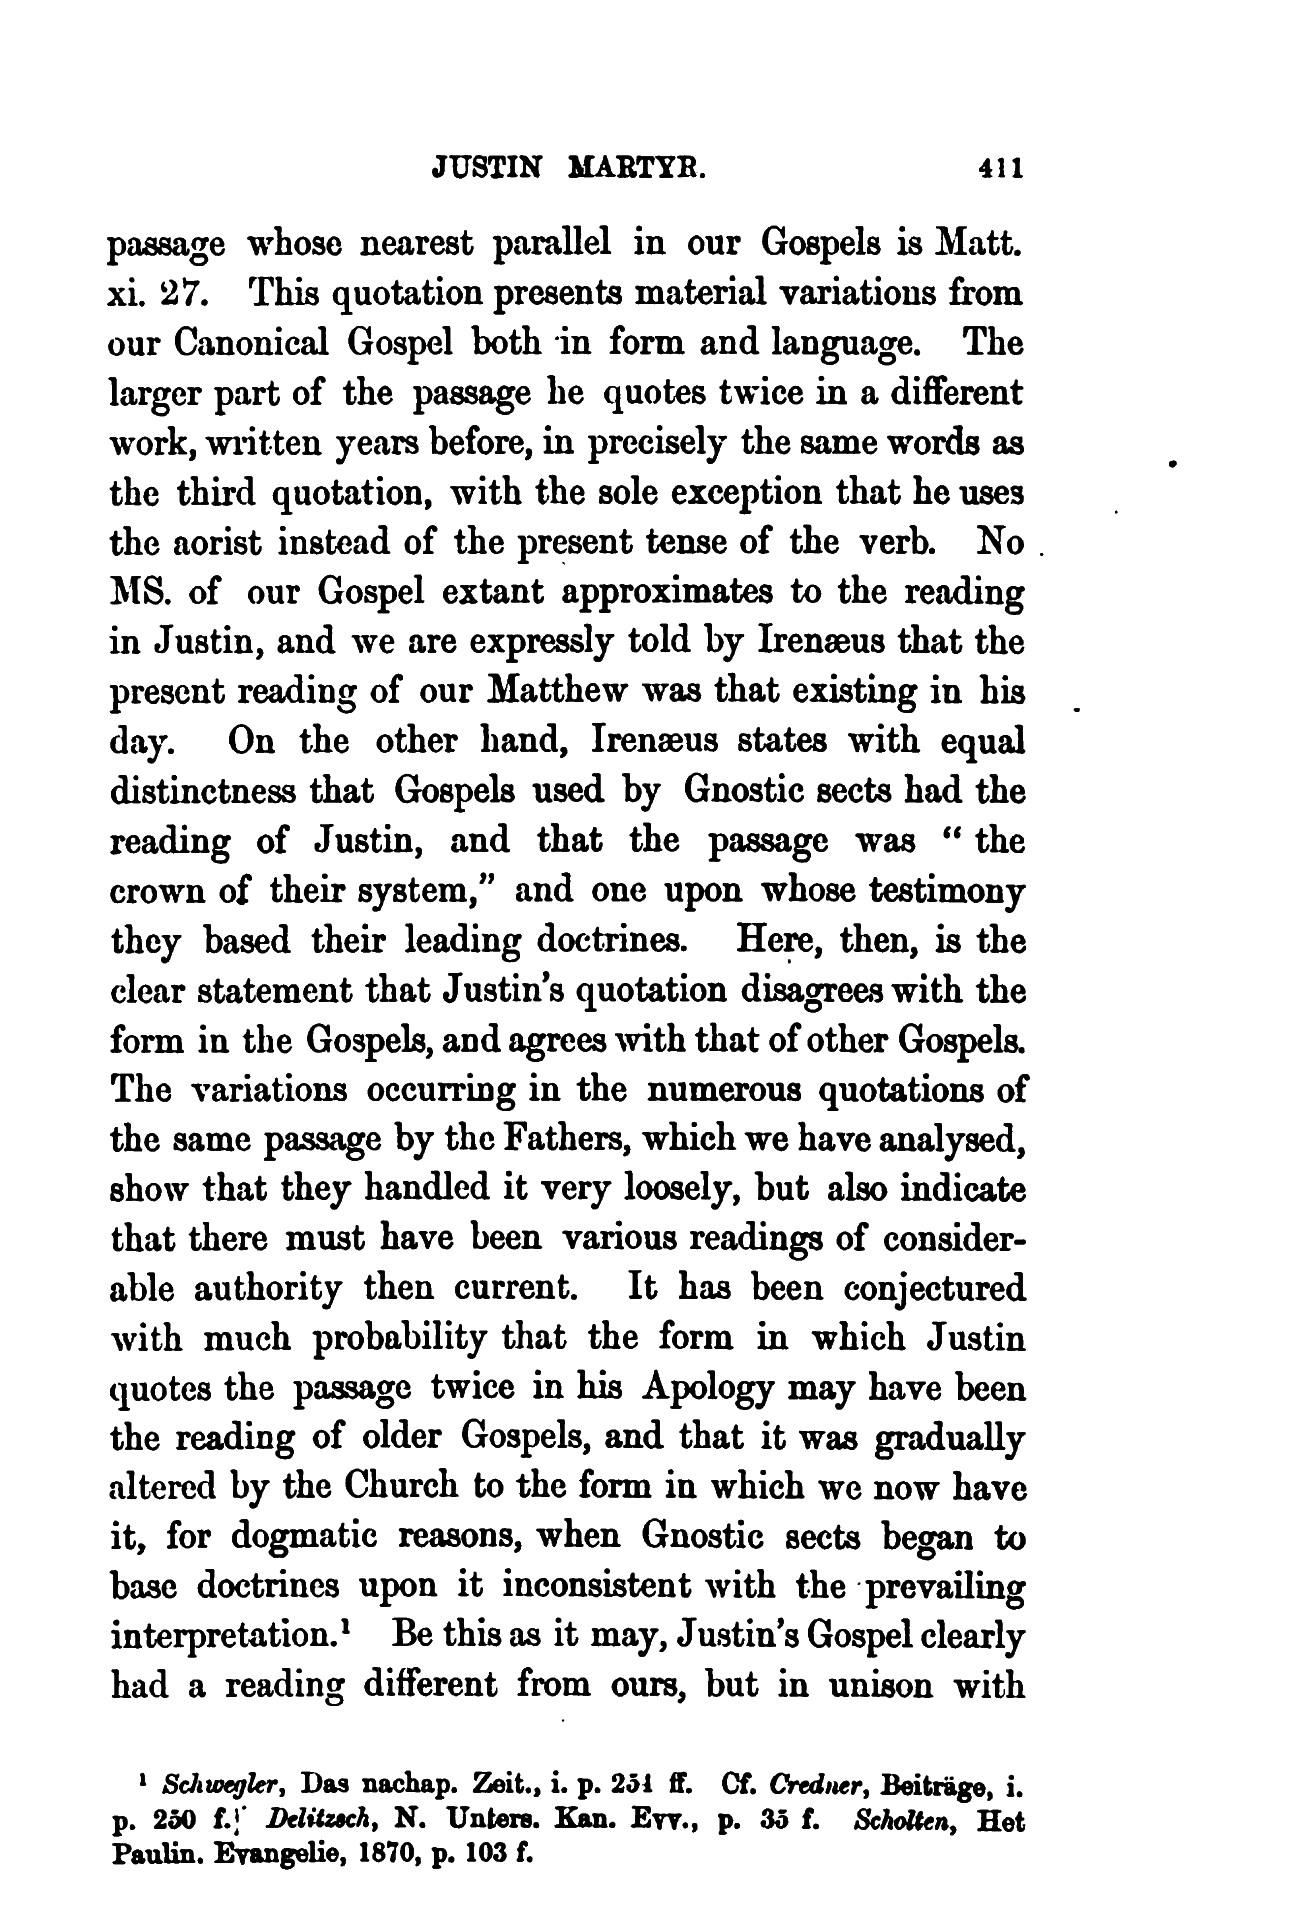 JUSTIN MARTYR. 411
passage whose nearest parallel in our Gospels is Matt.
xi. 27. This quotation presents material variations from
our Canonical Gospel both in form and language. The
larger part of the passage he quotes twice in a different
work, written years before, in precisely the same words as
the third quotation, with the sole exception that he uses
the aorist instead of the present tense of the verb. No
MS. of our Gospel extant approximates to the reading
in Justin, and we are expressly told by Irenæus that the
present reading of our Matthew was that existing in his
day. On the other hand, Irenæus states with equal
distinctness that Gospels used by Gnostic sects had the
reading of Justin, and that the passage was “ the
crown of their system,” and one upon whose testimony
they based their leading doctrines. Here, then, is the
clear statement that Justin’s quotation disagrees with the
form in the Gospels, and agrees with that of other Gospels.
The variations occurring in the numerous quotations of
the same passage by the Fathers, which we have analysed,
show that they handled it very loosely, but also indicate
that there must have been various readings of consider-
able authority then current. It has been conjectured
with much probability that the form in which Justin
quotes the passage twice in his Apology may have been
the reading of older Gospels, and that it was gradually
altered by the Church to the form in which we now have
it, for dogmatic reasons, when Gnostic sects began to
base doctrines upon it inconsistent with the prevailing
interpretation.¹ Be this as it may, Justin’s Gospel clearly
had a reading different from ours, but in unison with
¹ Schwegler, Das nachap. Zeit., i. p. 254 ff. Cf. Credner, Beiträge, i.
p. 250 f. Delitzsch, N. Unters. Kan. Evv., p. 35 f. Scholten, Het
Paulin. Evangelie, 1870, p. 103 f.